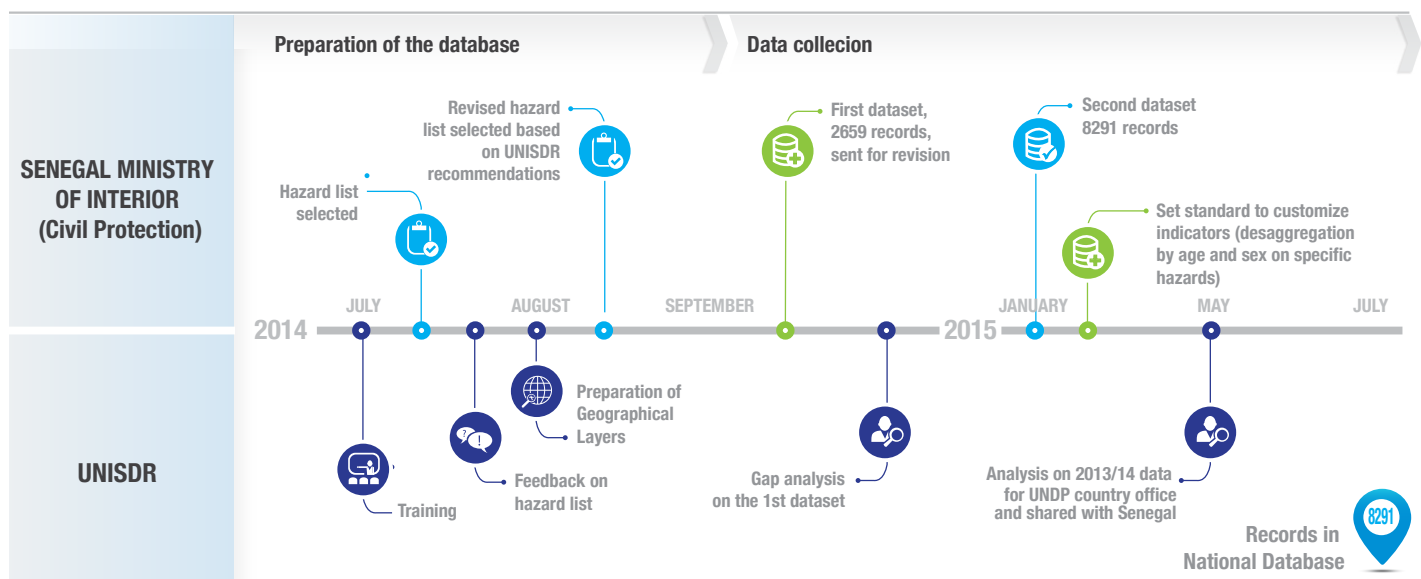 Preparation of the database
Data collecion
SENEGAL MINISTRY
OF INTERIOR
(Civil Protection)
Hazard list
selected
Revised hazard
list selected based
on UNISDR
recommendations
First dataset,
2659 records,
sent for revision
Second dataset
8291 records
Set standard to customize
indicators (desaggregation
by age and sex on specific
hazards)
2014
JULY
AUGUST
SEPTEMBER
2015
JANUARY
MAY
JULY
UNISDR
Training
? !
Feedback on
hazard list
Preparation of
Geographical
Layers
Gap analysis
on the 1st dataset
Analysis on 2013/14 data
for UNDP country office
and shared with Senegal
8291
Records in
National Database